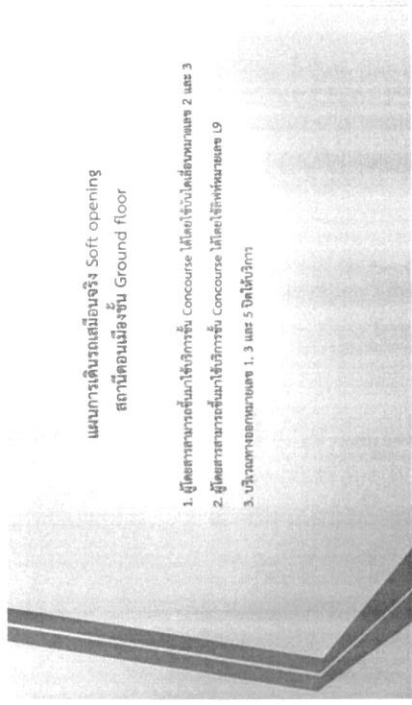 แผนการเดินรถเสมือนจริง Soft opening
สถานีดอนเมืองชั้น Ground floor
1. ผู้โดยสารสามารถขึ้นมาใช้บริการชั้น Concourse ได้โดยใช้บันไดเลื่อนหมายเลข 2 และ 3
2. ผู้โดยสารสามารถขึ้นมาใช้บริการชั้น Concourse ได้โดยใช้ลิฟท์หมายเลข L9
3. บริเวณทางออกหมายเลข 1, 3 และ 5 ปิดให้บริการ